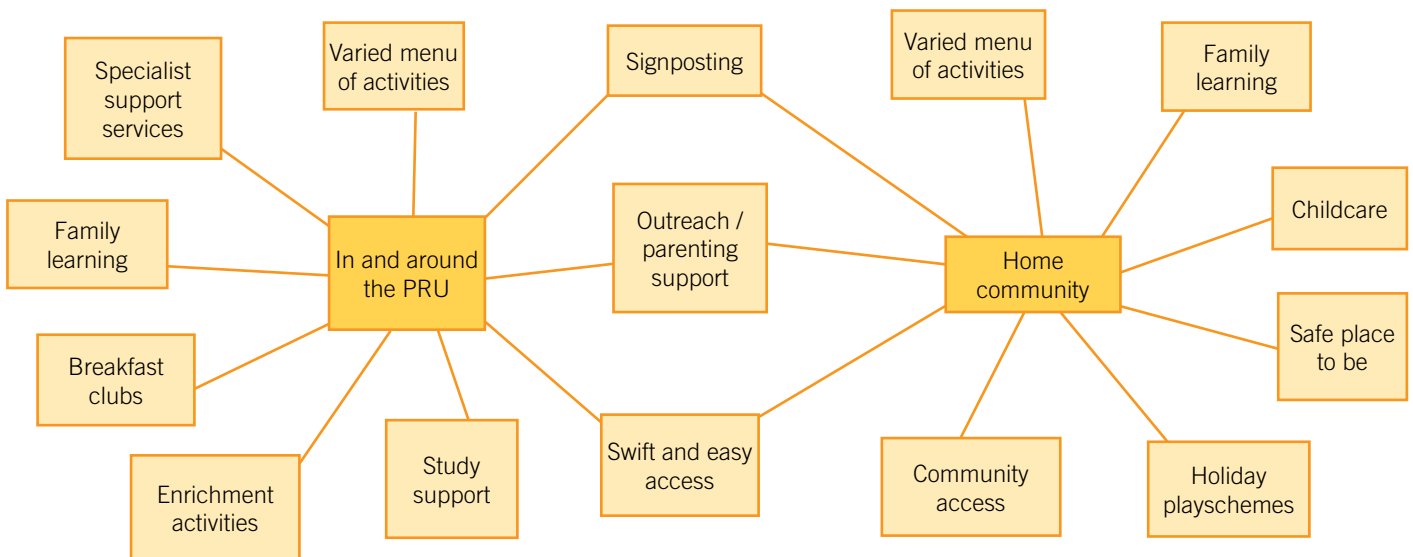 Specialist
support
services
Varied menu
of activities
Signposting
Varied menu
of activities
Family
learning
Family
learning
In and around
the PRU
Outreach /
parenting
support
Home
community
Childcare
Safe place
to be
Breakfast
clubs
Enrichment
activities
Study
support
Swift and easy
access
Community
access
Holiday
playschemes